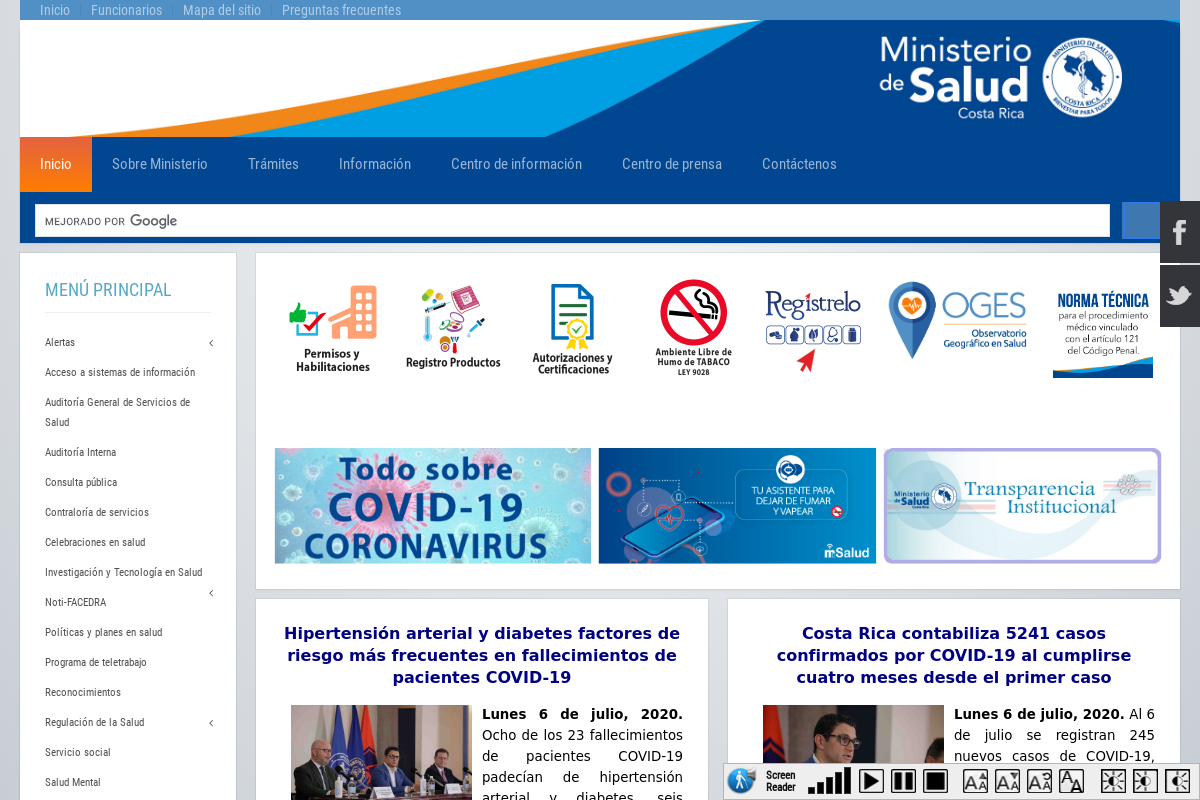 Inicio Funcionarios Mapa del sitio Preguntas frecuentes
Ministerio
de Salud
Costa Rica
MINISTERIO DE SALUD
COSTA RICA
BIENESTAR PARA TODOS
Inicio Sobre Ministerio Trámites Información Centro de información Centro de prensa Contáctenos
MEJORADO POR Google
MENÚ PRINCIPAL
Alertas
Acceso a sistemas de información
Auditoría General de Servicios de
Salud
Auditoría Interna
Consulta pública
Contraloría de servicios
Celebraciones en salud
Investigación y Tecnología en Salud
Noti-FACEDRA
Políticas y planes en salud
Programa de teletrabajo
Reconocimientos
Regulación de la Salud
Servicio social
Salud Mental
Permisos y
Habilitaciones
Registro Productos
Autorizaciones y
Certificaciones
Ambiente Libre de
Humo de TABACO
LEY 9028
Regístrelo
OGES
Observatorio
Geográfico en Salud
NORMA TÉCNICA
para el procedimiento
médico vinculado
con el artículo 121
del Código Penal.
Todo sobre
COVID-19
CORONAVIRUS
TU ASISTENTE PARA
DEJAR DE FUMAR
Y VAPEAR
mSalud
Ministerio
de Salud
Costa Rica
Transparencia
Institucional
Hipertensión arterial y diabetes factores de
riesgo más frecuentes en fallecimientos de
pacientes COVID-19
Lunes 6 de julio, 2020.
Ocho de los 23 fallecimientos
de pacientes COVID-19
padecían de hipertensión
arterial y diabetes, seis
Costa Rica contabiliza 5241 casos
confirmados por COVID-19 al cumplirse
cuatro meses desde el primer caso
Lunes 6 de julio, 2020. Al 6
de julio se registran 245
nuevos casos de COVID-19,
Screen
Reader